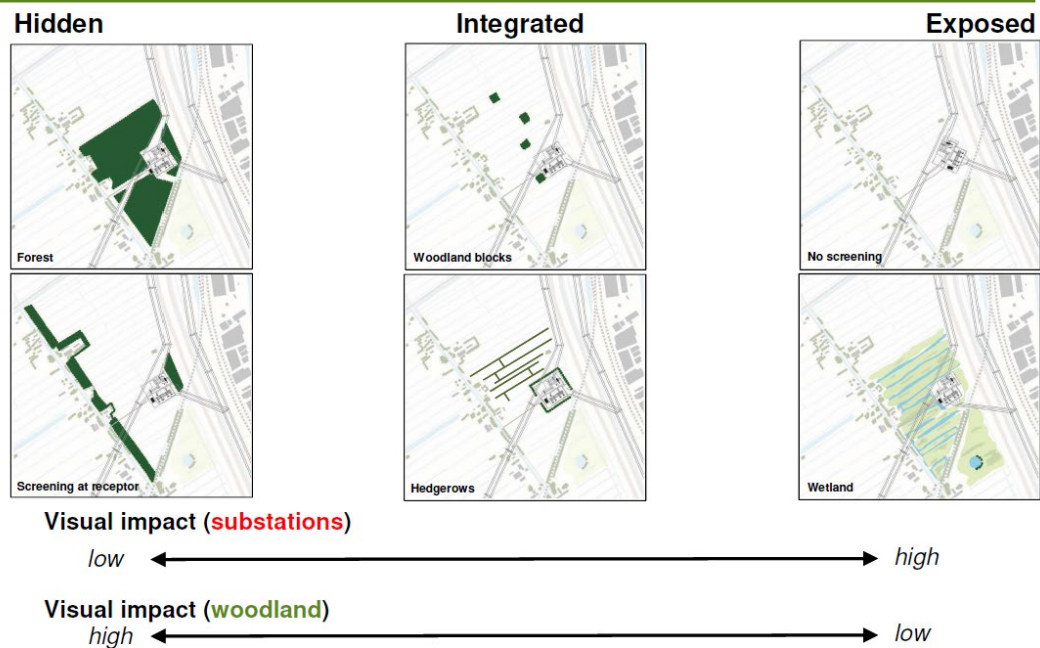 Hidden
Integrated
Exposed
Forest
Woodland blocks
No screening
Screening at receptor
Hedgerows
Wetland
Visual impact (substations)
low
high
Visual impact (woodland)
high
low